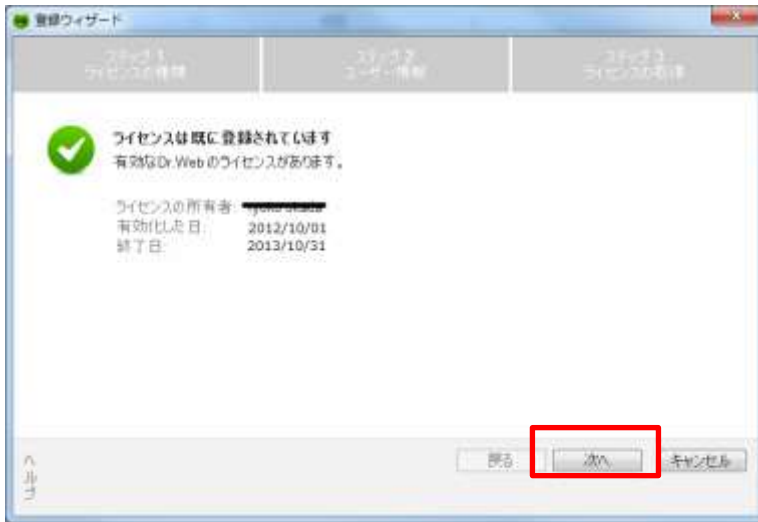 登録ウィザード
ステップ 1
ライセンスの種類
ステップ 2
ユーザー情報
ステップ 3
ライセンスの取得
ライセンスは既に登録されています
有効なDr.Web のライセンスがあります。
ライセンスの所有者:
有効化した日: 2012/10/01
終了日: 2013/10/31
ヘルプ
戻る
次へ
キャンセル